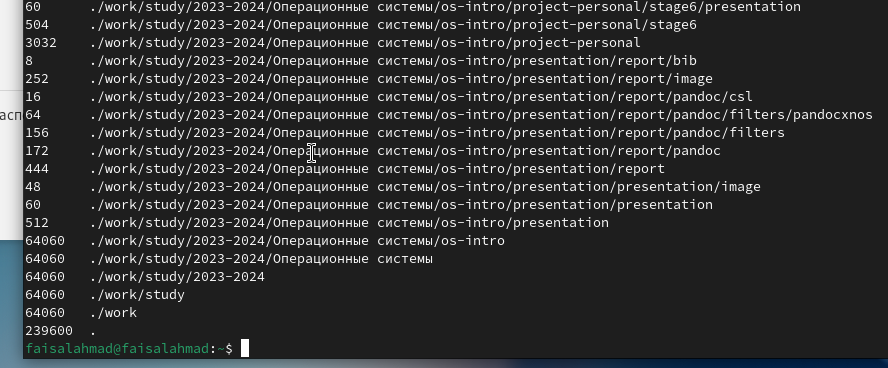 60      ./work/study/2023-2024/Операционные системы/os-intro/project-personal/stage6/presentation
504     ./work/study/2023-2024/Операционные системы/os-intro/project-personal/stage6
3032    ./work/study/2023-2024/Операционные системы/os-intro/project-personal
8       ./work/study/2023-2024/Операционные системы/os-intro/presentation/report/bib
252     ./work/study/2023-2024/Операционные системы/os-intro/presentation/report/image
16      ./work/study/2023-2024/Операционные системы/os-intro/presentation/report/pandoc/csl
64      ./work/study/2023-2024/Операционные системы/os-intro/presentation/report/pandoc/filters/pandocxnos
156     ./work/study/2023-2024/Операционные системы/os-intro/presentation/report/pandoc/filters
172     ./work/study/2023-2024/Операционные системы/os-intro/presentation/report/pandoc
444     ./work/study/2023-2024/Операционные системы/os-intro/presentation/report
48      ./work/study/2023-2024/Операционные системы/os-intro/presentation/presentation/image
60      ./work/study/2023-2024/Операционные системы/os-intro/presentation/presentation
512     ./work/study/2023-2024/Операционные системы/os-intro/presentation
64060   ./work/study/2023-2024/Операционные системы/os-intro
64060   ./work/study/2023-2024/Операционные системы
64060   ./work/study/2023-2024
64060   ./work/study
64060   ./work
239600  .
faisalahmad@faisalahmad:~$